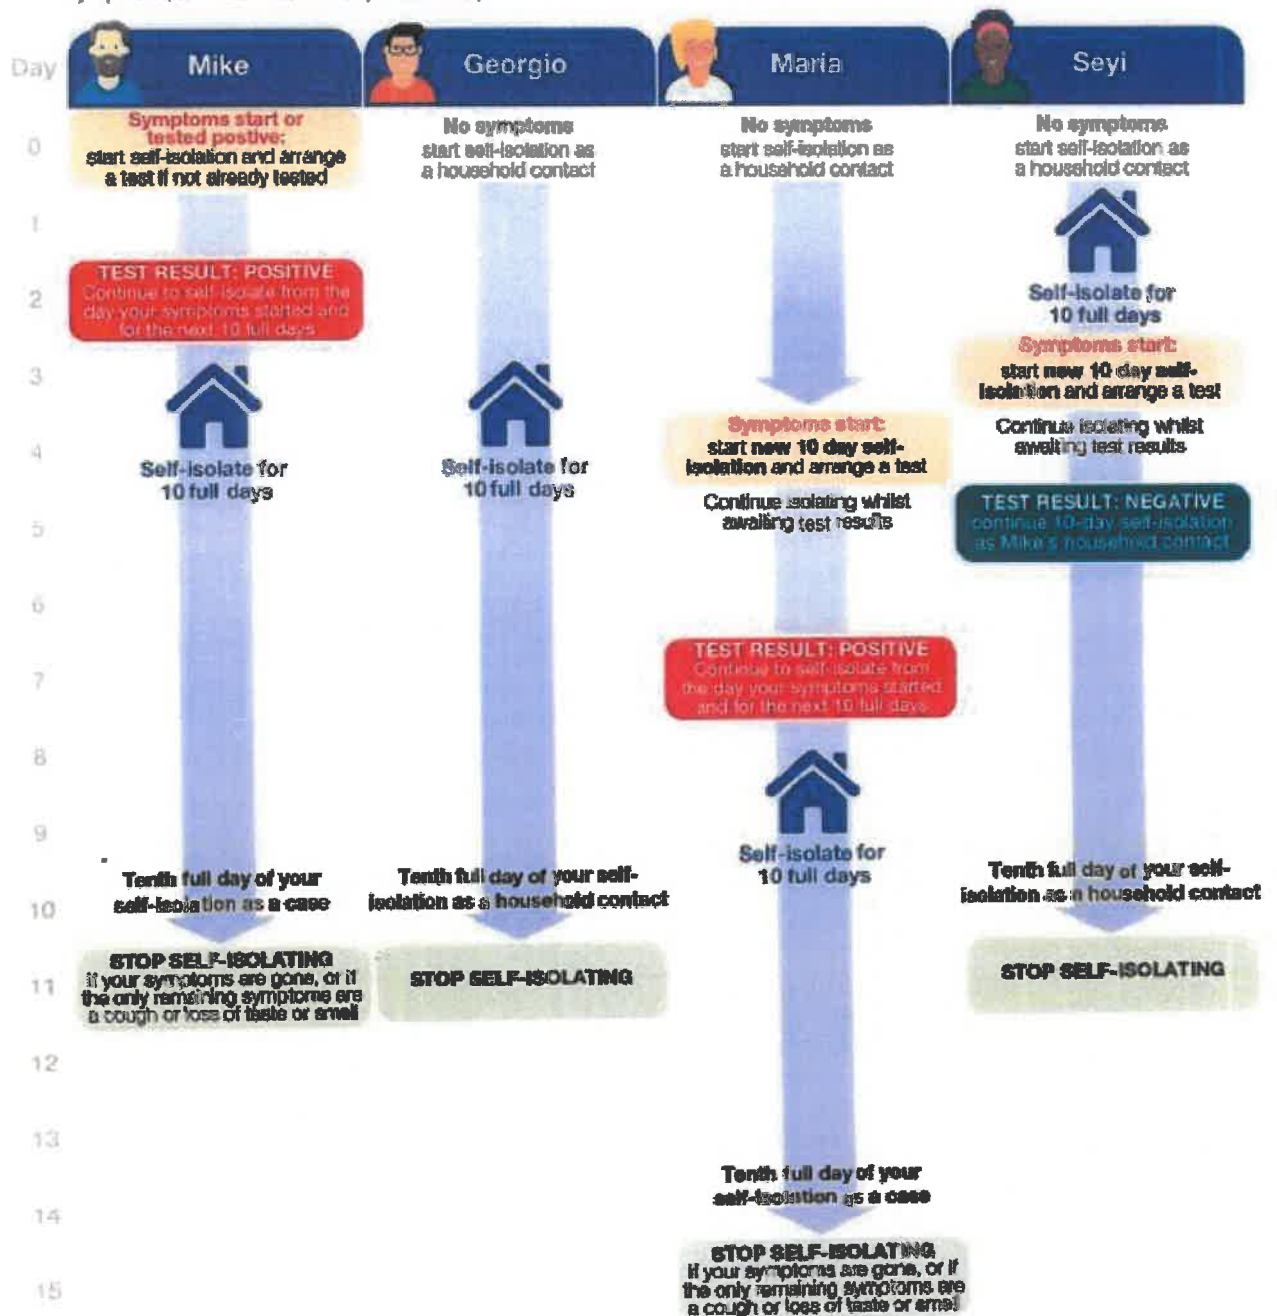 Day
Mike
Georgio
Maria
Seyi
0
Symptoms start or
tested postive:
start self-isolation and arrange
a test if not already tested
No symptoms
start self-isolation as
a household contact
No symptoms
start self-isolation as
a household contact
No symptoms
start self-isolation as
a household contact
1
2
TEST RESULT: POSITIVE
Continue to self-isolate from the
day your symptoms started and
for the next 10 full days
Self-isolate for
10 full days
3
Symptoms start:
start new 10 day self-
isolation and arrange a test
4
Self-isolate for
10 full days
Self-isolate for
10 full days
Symptoms start:
start new 10 day self-
isolation and arrange a test
Continue isolating whilst
awaiting test results
5
Continue isolating whilst
awaiting test results
TEST RESULT: NEGATIVE
continue 10-day self-isolation
as Mike's household contact
6
7
TEST RESULT: POSITIVE
Continue to self-isolate from
the day your symptoms started
and for the next 10 full days
8
9
Self-isolate for
10 full days
10
Tenth full day of your
self-isolation as a case
Tenth full day of your self-
isolation as a household contact
Tenth full day of your self-
isolation as a household contact
11
STOP SELF-ISOLATING
If your symptoms are gone, or if
the only remaining symptoms are
a cough or loss of taste or smell
STOP SELF-ISOLATING
STOP SELF-ISOLATING
12
13
14
Tenth full day of your
self-isolation as a case
15
STOP SELF-ISOLATING
If your symptoms are gone, or if
the only remaining symptoms are
a cough or loss of taste or smell